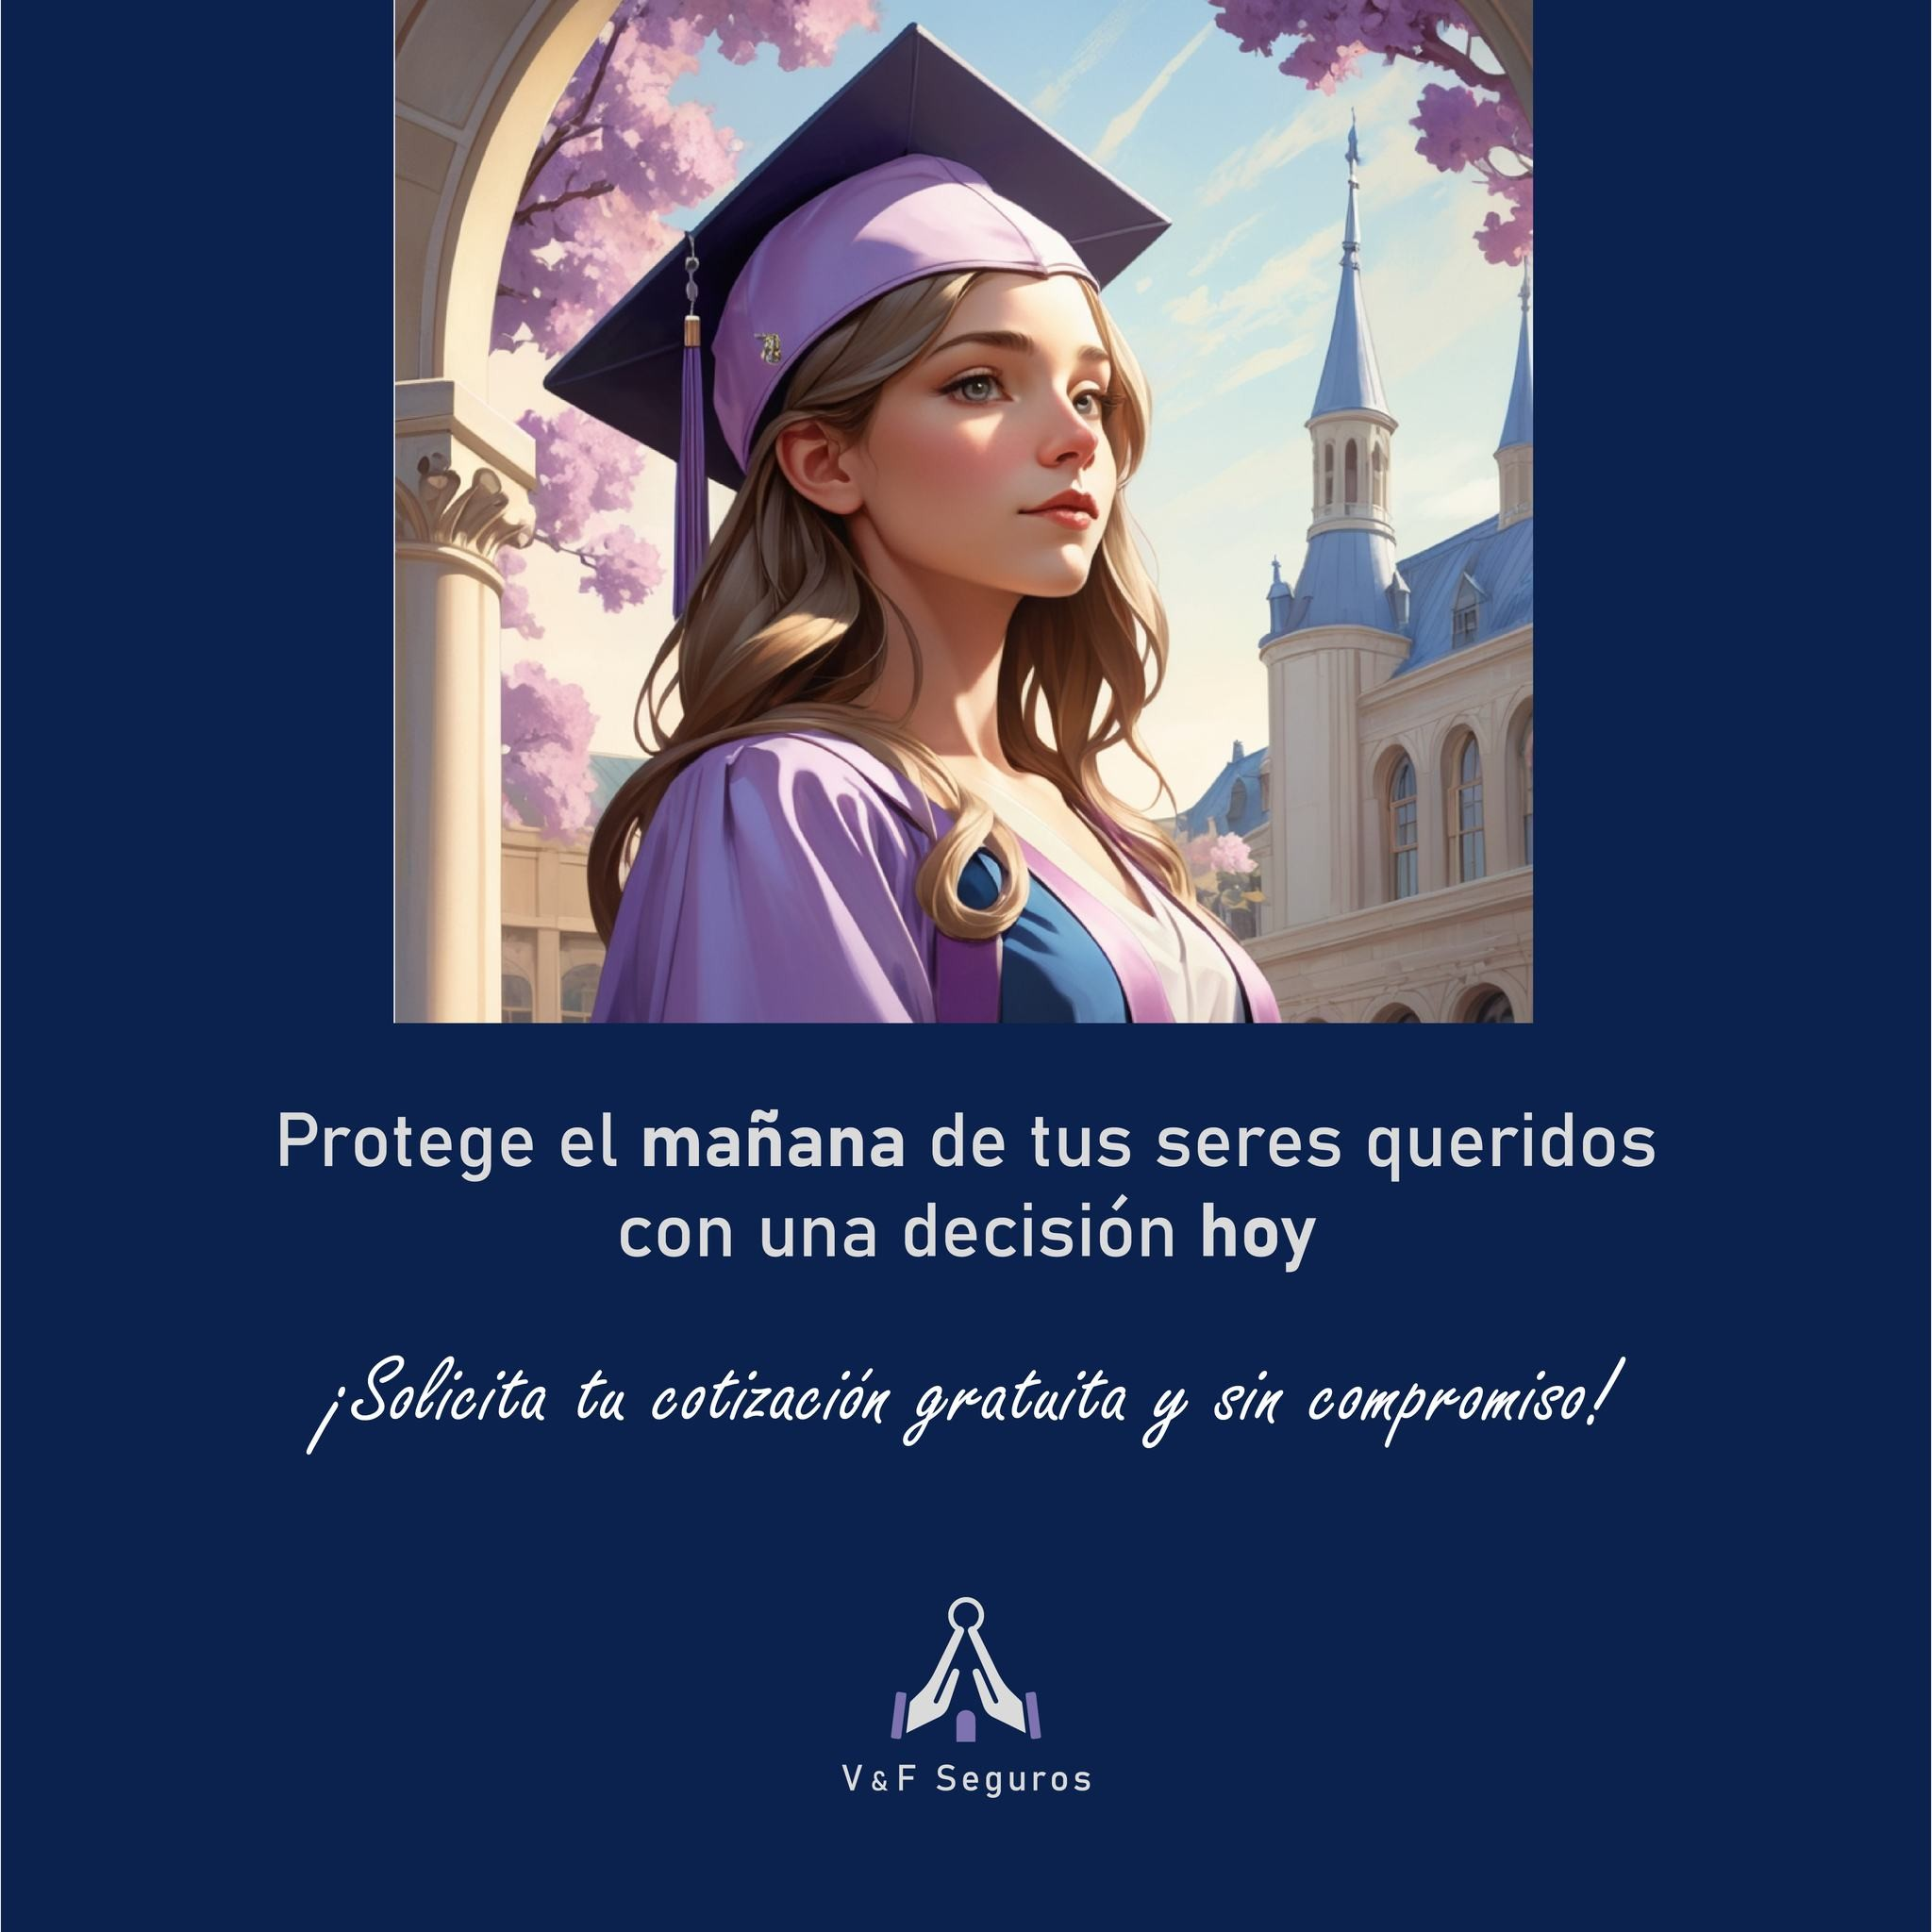 Protege el mañana de tus seres queridos
con una decisión hoy
¡Solicita tu cotización gratuita y sin compromiso!
V&F Seguros